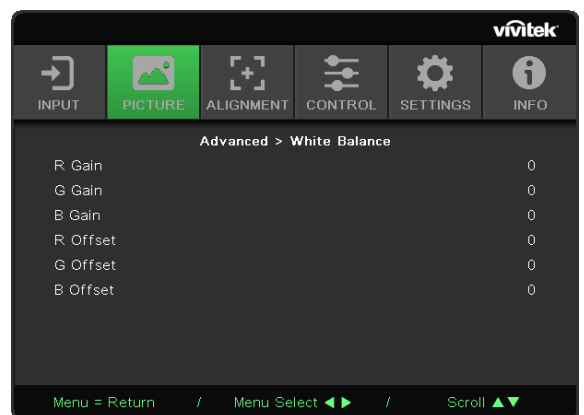 vivitek
INPUT PICTURE ALIGNMENT CONTROL SETTINGS INFO
Advanced > White Balance
R Gain 0
G Gain 0
B Gain 0
R Offset 0
G Offset 0
B Offset 0
Menu = Return / Menu Select ◀ ▶ / Scroll ▲▼